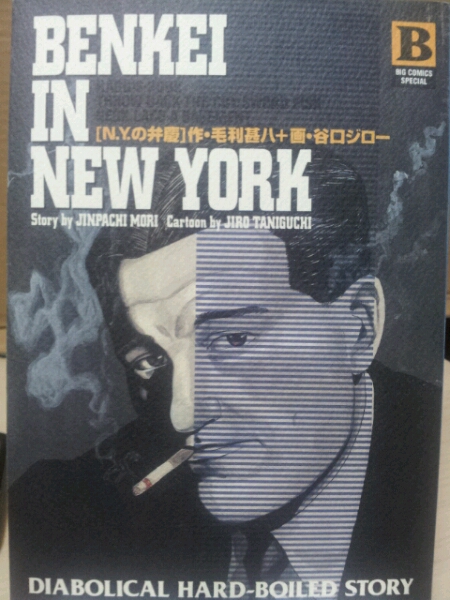 BENKEI
B
BIG COMICS
SPECIAL
IN
[N.Y.の弁慶]作・毛利甚八+画・谷口ジロー
NEW YORK
Story by JINPACHI MORI Cartoon by JIRO TANIGUCHI
DIABOLICAL HARD-BOILED STORY